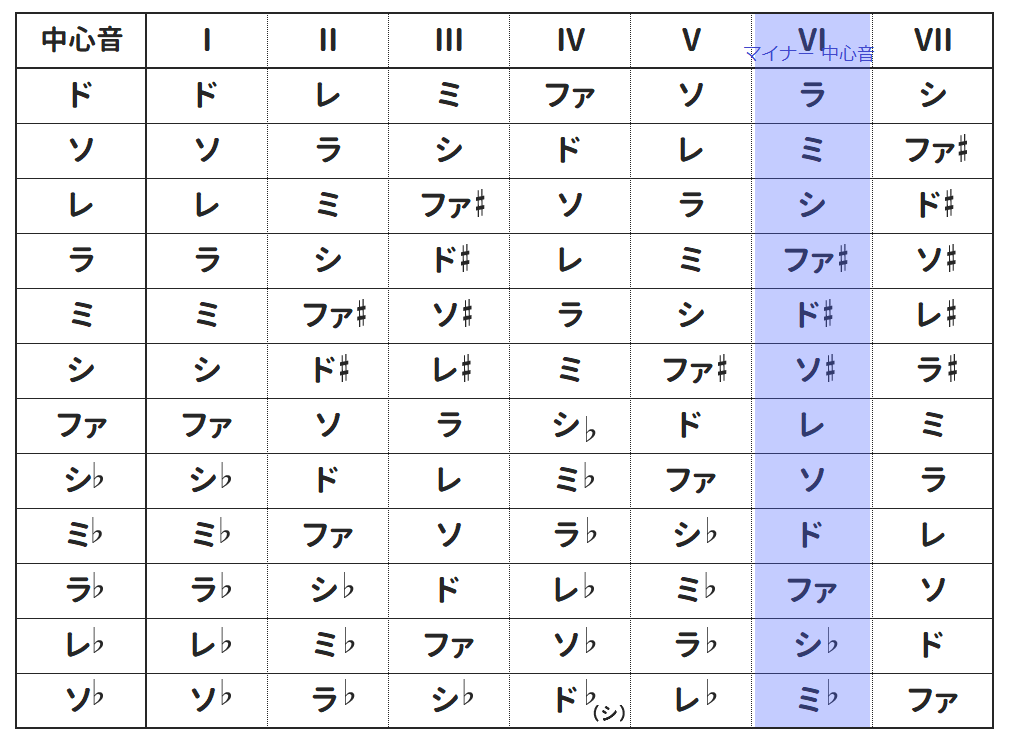 中心音 I II III IV V VI VII
マイナー 中心音
ド ド レ ミ ファ ソ ラ シ
ソ ソ ラ シ ド レ ミ ファ♯
レ レ ミ ファ♯ ソ ラ シ ド♯
ラ ラ シ ド♯ レ ミ ファ♯ ソ♯
ミ ミ ファ♯ ソ♯ ラ シ ド♯ レ♯
シ シ ド♯ レ♯ ミ ファ♯ ソ♯ ラ♯
ファ ファ ソ ラ シ♭ ド レ ミ
シ♭ シ♭ ド レ ミ♭ ファ ソ ラ
ミ♭ ミ♭ ファ ソ ラ♭ シ♭ ド レ
ラ♭ ラ♭ シ♭ ド レ♭ ミ♭ ファ ソ
レ♭ レ♭ ミ♭ ファ ソ♭ ラ♭ シ♭ ド
ソ♭ ソ♭ ラ♭ シ♭ ド♭(シ) レ♭ ミ♭ ファ